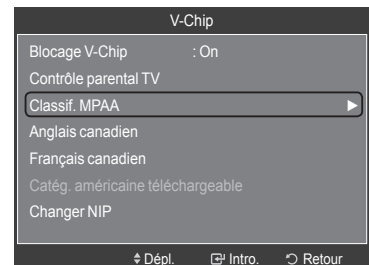 V-Chip
Blocage V-Chip : On
Contrôle parental TV
Classif. MPAA
Anglais canadien
Français canadien
Catég. américaine téléchargeable
Changer NIP
Dépl. Intro. Retour